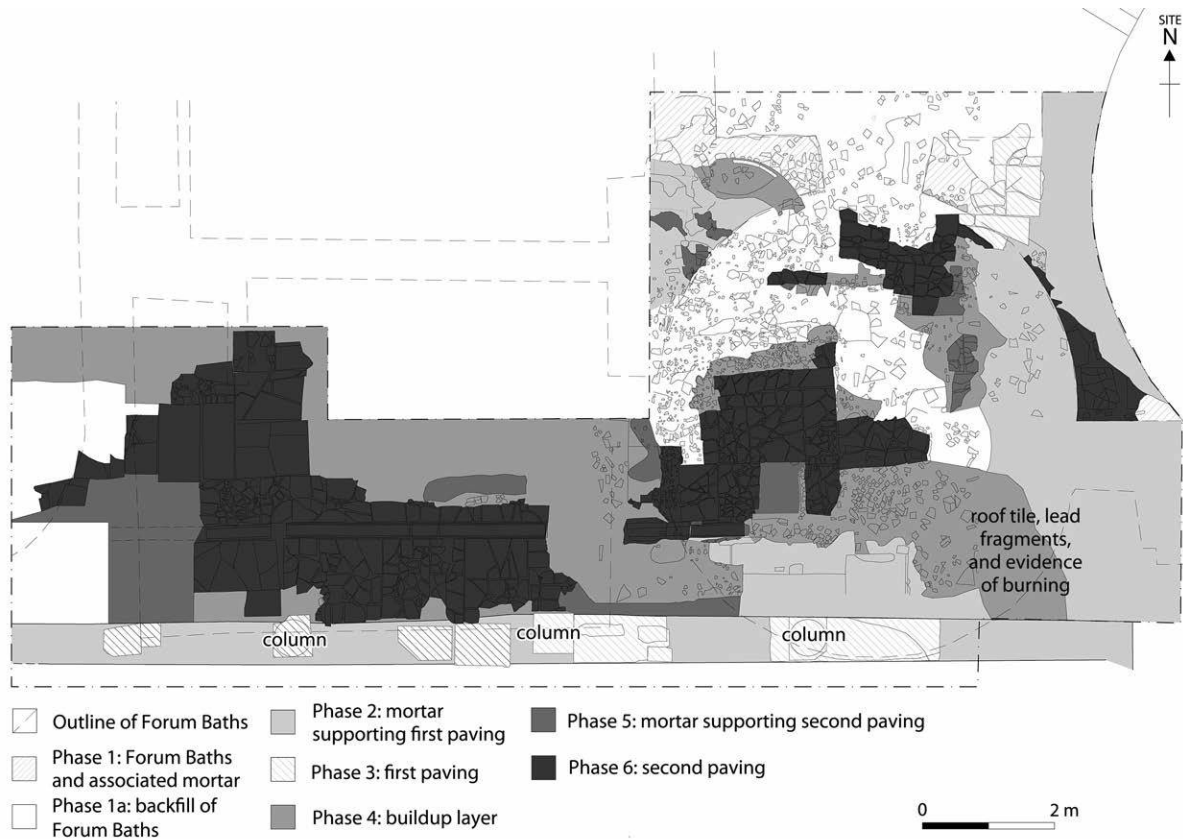 SITE
N
roof tile, lead
fragments,
and evidence
of burning
column
column
column
Outline of Forum Baths
Phase 1: Forum Baths
and associated mortar
Phase 1a: backfill of
Forum Baths
Phase 2: mortar
supporting first paving
Phase 3: first paving
Phase 4: buildup layer
Phase 5: mortar supporting second paving
Phase 6: second paving
0
2 m